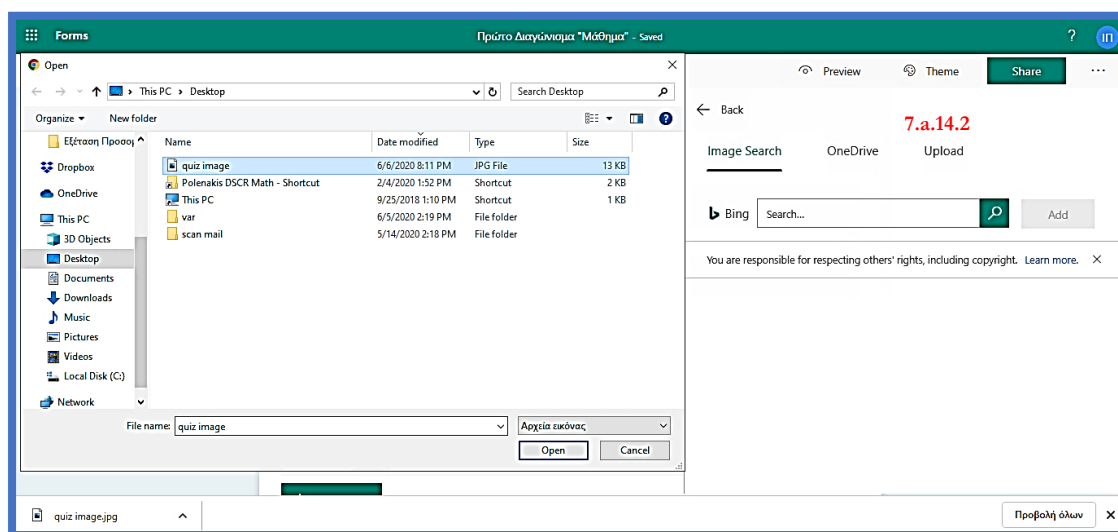 Forms
Πρώτο Διαγώνισμα "Μάθημα" - Saved
?
ΙΠ
Open
This PC › Desktop
Search Desktop
Preview
Theme
Share
Organize
New folder
Back
7.a.14.2
Image Search
OneDrive
Upload
Bing
Search...
Add
You are responsible for respecting others' rights, including copyright. Learn more.
Εξέταση Προσομ
Dropbox
OneDrive
This PC
3D Objects
Desktop
Documents
Downloads
Music
Pictures
Videos
Local Disk (C:)
Network
Name Date modified Type Size
quiz image 6/6/2020 8:11 PM JPG File 13 KB
Polenakis DSCR Math - Shortcut 2/4/2020 1:52 PM Shortcut 2 KB
This PC 9/25/2018 1:10 PM Shortcut 1 KB
var 6/5/2020 2:19 PM File folder
scan mail 5/14/2020 2:18 PM File folder
File name: quiz image
Αρχεία εικόνας
Open
Cancel
quiz image.jpg
Προβολή όλων